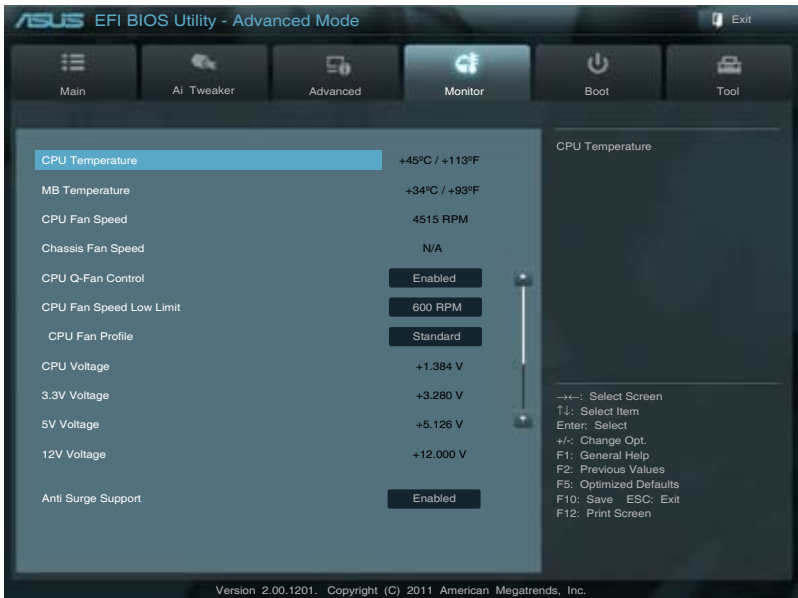 ASUS EFI BIOS Utility - Advanced Mode
Exit
Main
Ai Tweaker
Advanced
Monitor
Boot
Tool
CPU Temperature +45ºC / +113ºF
MB Temperature +34ºC / +93ºF
CPU Fan Speed 4515 RPM
Chassis Fan Speed N/A
CPU Q-Fan Control Enabled
CPU Fan Speed Low Limit 600 RPM
CPU Fan Profile Standard
CPU Voltage +1.384 V
3.3V Voltage +3.280 V
5V Voltage +5.126 V
12V Voltage +12.000 V
Anti Surge Support Enabled
CPU Temperature
→←: Select Screen
↑↓: Select Item
Enter: Select
+/-: Change Opt.
F1: General Help
F2: Previous Values
F5: Optimized Defaults
F10: Save ESC: Exit
F12: Print Screen
Version 2.00.1201. Copyright (C) 2011 American Megatrends, Inc.